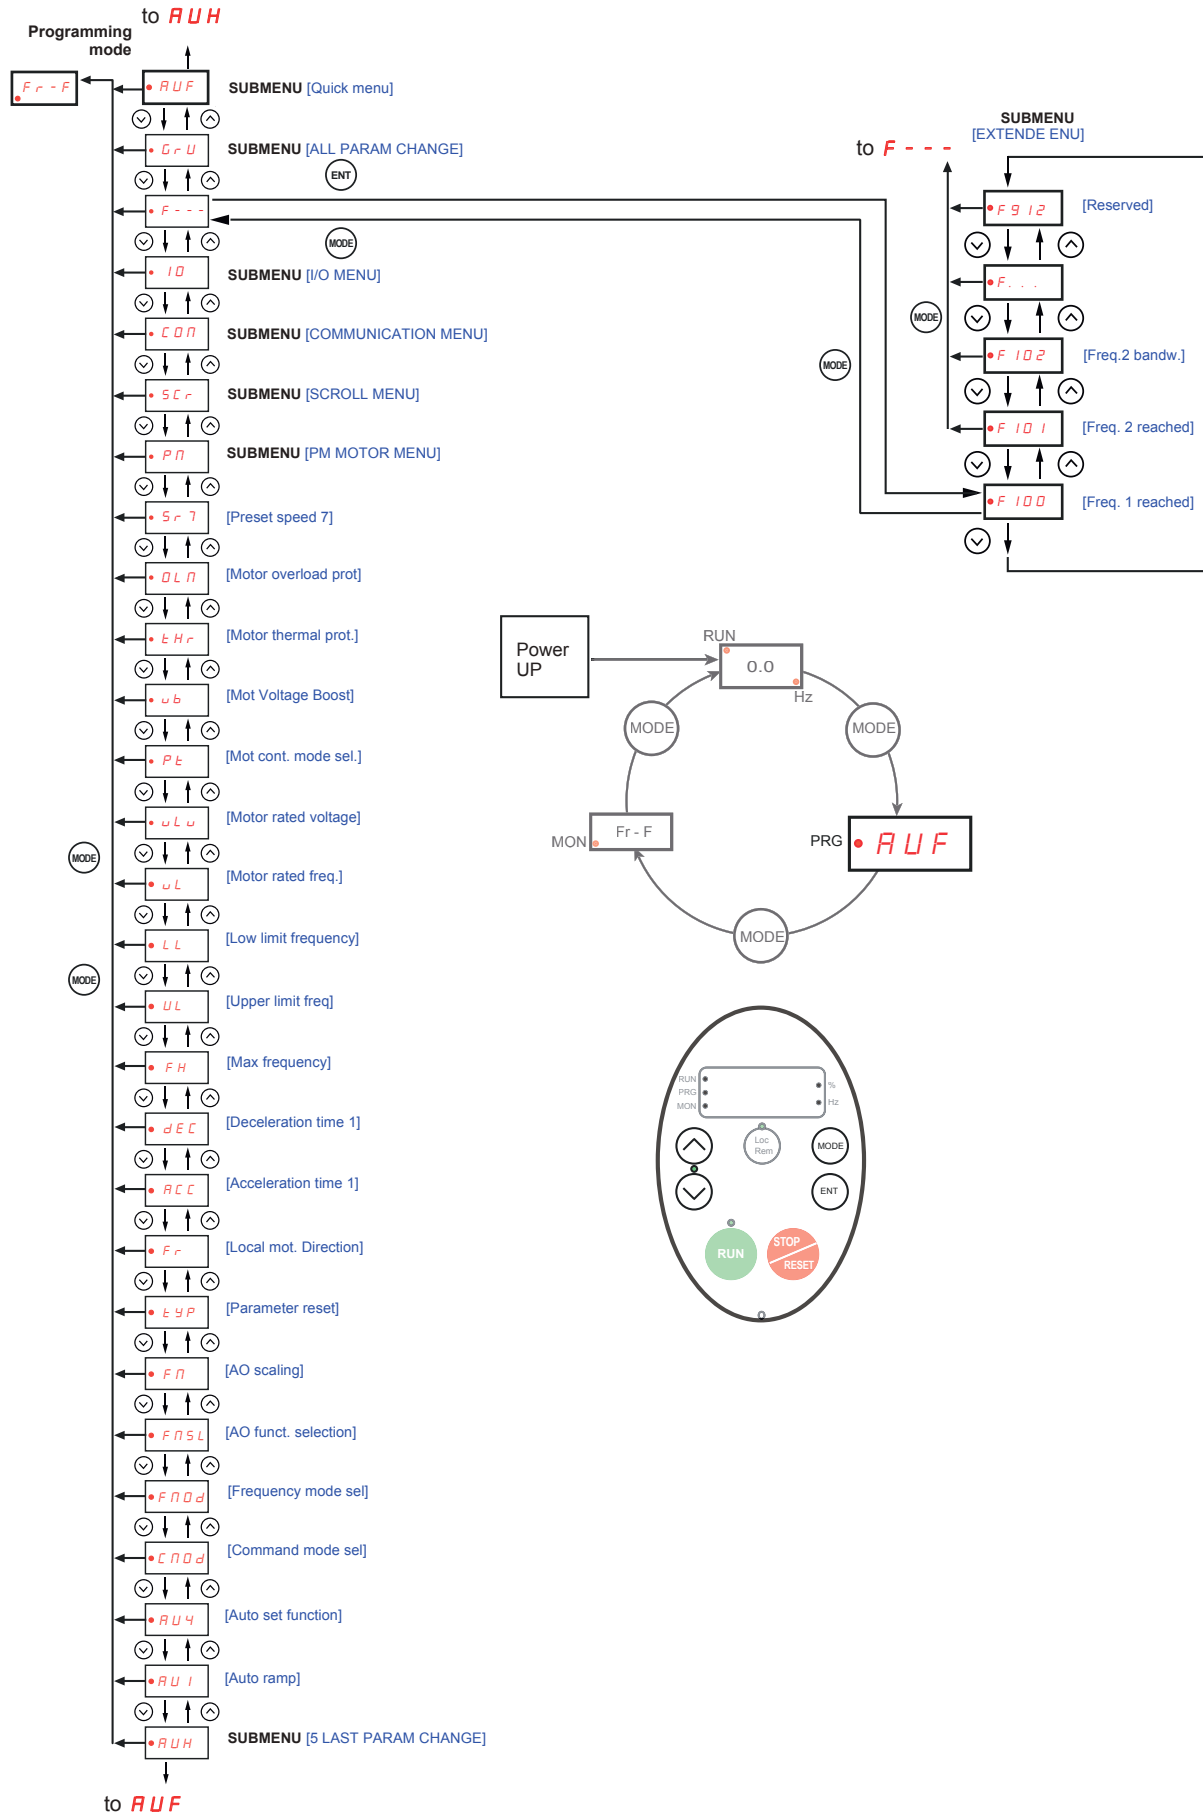 to AUH
Programming
mode
Fr-F
AUF
SUBMENU [Quick menu]
GrU
SUBMENU [ALL PARAM CHANGE]
ENT
F---
MODE
IO
SUBMENU [I/O MENU]
COM
SUBMENU [COMMUNICATION MENU]
SCr
SUBMENU [SCROLL MENU]
PM
SUBMENU [PM MOTOR MENU]
Sr7
[Preset speed 7]
OLM
[Motor overload prot]
tHr
[Motor thermal prot.]
ub
[Mot Voltage Boost]
Pt
[Mot cont. mode sel.]
uLu
[Motor rated voltage]
MODE
uL
[Motor rated freq.]
LL
[Low limit frequency]
MODE
UL
[Upper limit freq]
FH
[Max frequency]
dEC
[Deceleration time 1]
ACC
[Acceleration time 1]
Fr
[Local mot. Direction]
tYP
[Parameter reset]
FM
[AO scaling]
FMSL
[AO funct. selection]
FMOd
[Frequency mode sel]
CMOd
[Command mode sel]
AU4
[Auto set function]
AU1
[Auto ramp]
AUH
SUBMENU [5 LAST PARAM CHANGE]
to AUF
SUBMENU
[EXTENDE ENU]
to F---
F912
[Reserved]
F...
MODE
F102
[Freq.2 bandw.]
MODE
F101
[Freq. 2 reached]
F100
[Freq. 1 reached]
Power
UP
RUN
0.0
Hz
MODE
MODE
MON
Fr - F
PRG
AUF
MODE
RUN
PRG
MON
%
Hz
Loc
Rem
MODE
ENT
RUN
STOP
RESET